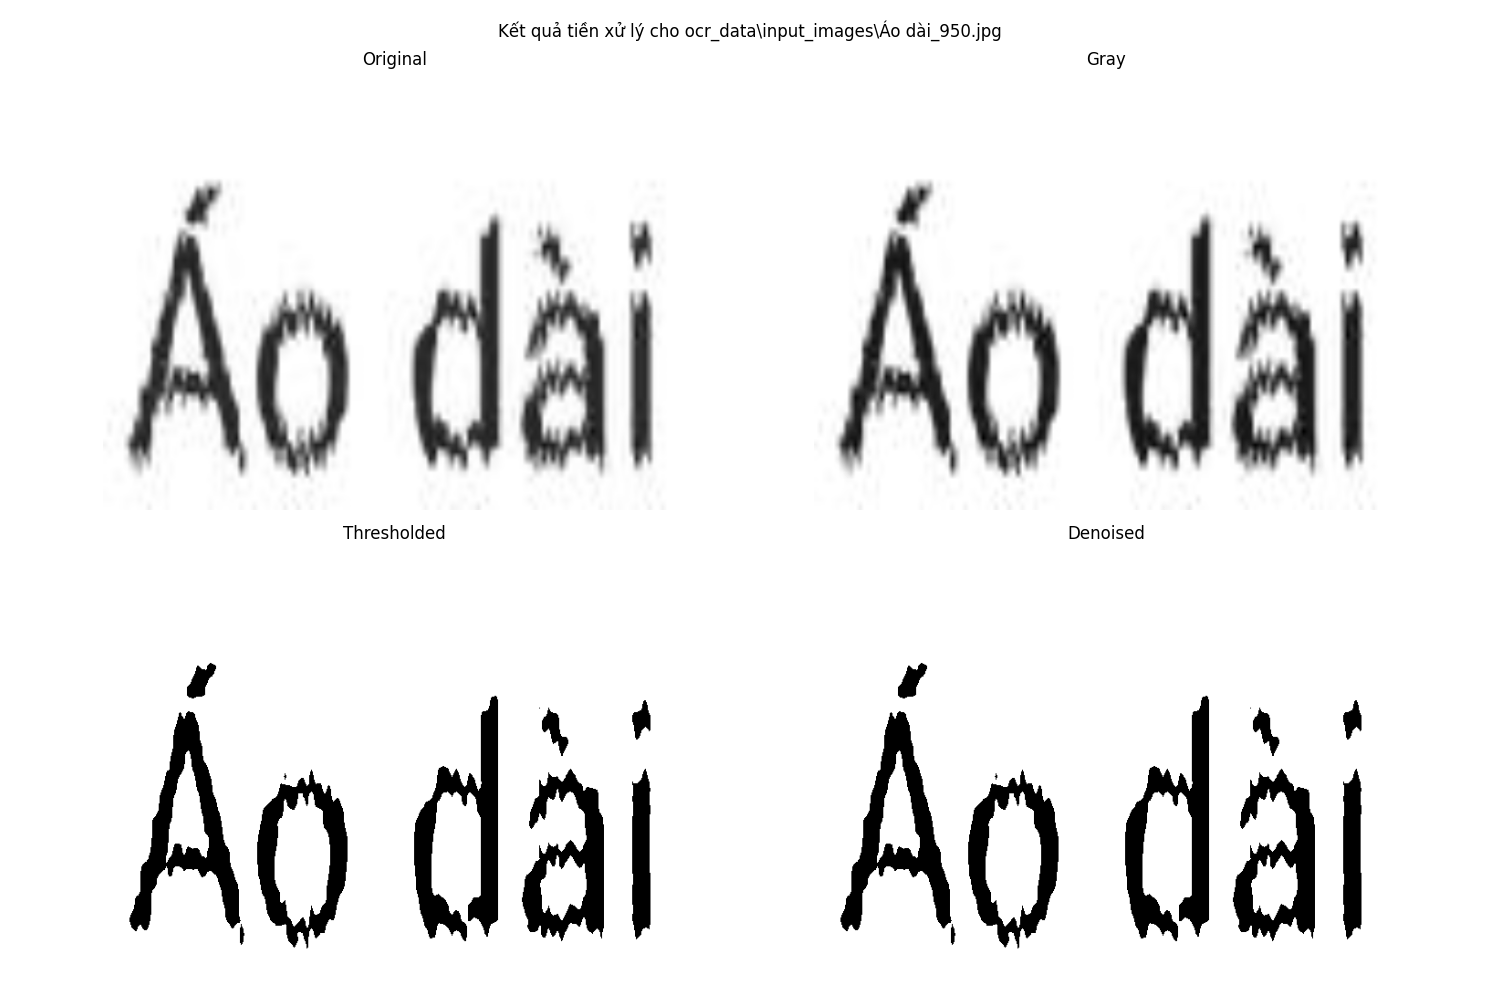 Kết quả tiền xử lý cho ocr_data\input_images\Áo dài_950.jpg
Original
Gray
Áo dài
Áo dài
Thresholded
Denoised
Áo dài
Áo dài